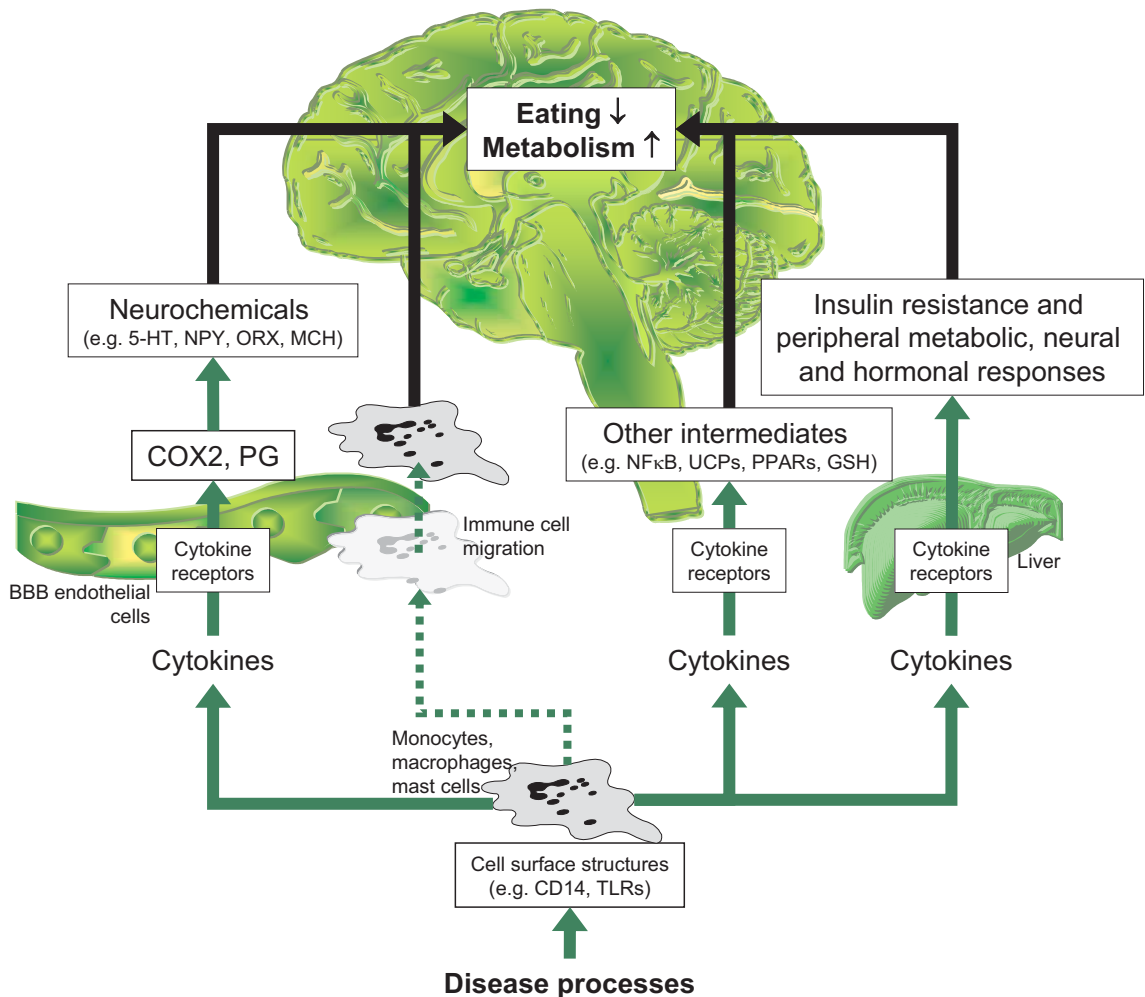 Eating ↓
Metabolism ↑
Neurochemicals
(e.g. 5-HT, NPY, ORX, MCH)
Insulin resistance and
peripheral metabolic, neural
and hormonal responses
COX2, PG
Other intermediates
(e.g. NFκB, UCPs, PPARs, GSH)
Immune cell
migration
Cytokine
receptors
Cytokine
receptors
Cytokine
receptors
Liver
BBB endothelial
cells
Cytokines
Cytokines
Cytokines
Monocytes,
macrophages,
mast cells
Cell surface structures
(e.g. CD14, TLRs)
Disease processes